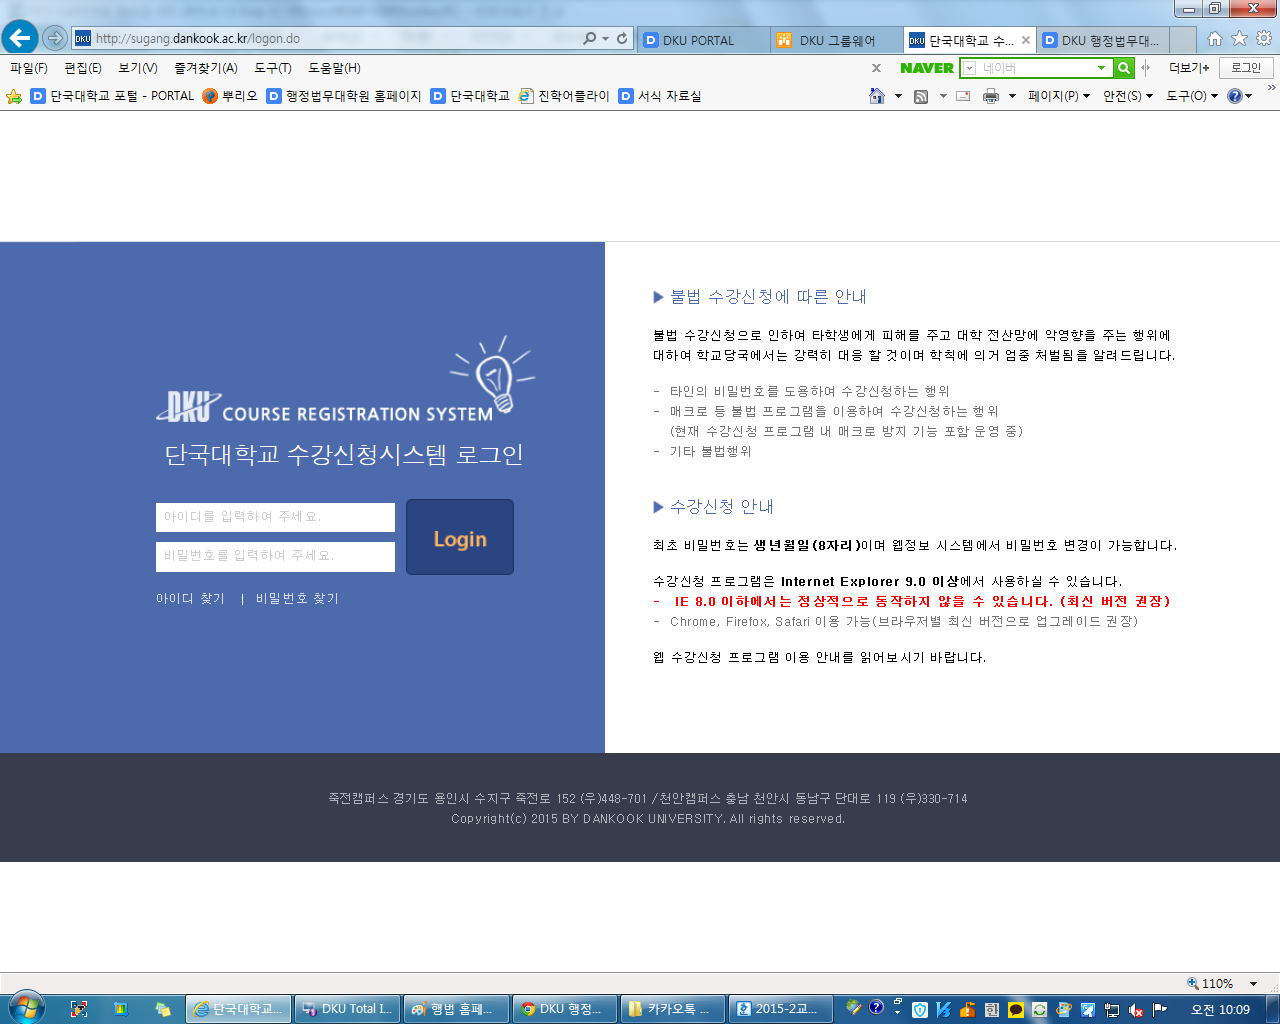 http://sugang.dankook.ac.kr/logon.do
DKU PORTAL
DKU 그룹웨어
단국대학교 수...
DKU 행정법무대...
파일(F) 편집(E) 보기(V) 즐겨찾기(A) 도구(T) 도움말(H)
NAVER 네이버 더보기+ 로그인
단국대학교 포털 - PORTAL 뿌리오 행정법무대학원 홈페이지 단국대학교 진학어플라이 서식 자료실
페이지(P) 안전(S) 도구(O)
DKU COURSE REGISTRATION SYSTEM
단국대학교 수강신청시스템 로그인
아이디를 입력하여 주세요.
비밀번호를 입력하여 주세요.
Login
아이디 찾기 | 비밀번호 찾기
불법 수강신청에 따른 안내
불법 수강신청으로 인하여 타학생에게 피해를 주고 대학 전산망에 악영향을 주는 행위에
대하여 학교당국에서는 강력히 대응 할 것이며 학칙에 의거 엄중 처벌됨을 알려드립니다.
- 타인의 비밀번호를 도용하여 수강신청하는 행위
- 매크로 등 불법 프로그램을 이용하여 수강신청하는 행위
(현재 수강신청 프로그램 내 매크로 방지 기능 포함 운영 중)
- 기타 불법행위
수강신청 안내
최초 비밀번호는 생년월일(8자리)이며 웹정보 시스템에서 비밀번호 변경이 가능합니다.
수강신청 프로그램은 Internet Explorer 9.0 이상에서 사용하실 수 있습니다.
- IE 8.0 이하에서는 정상적으로 동작하지 않을 수 있습니다. (최신 버전 권장)
- Chrome, Firefox, Safari 이용 가능(브라우저별 최신 버전으로 업그레이드 권장)
웹 수강신청 프로그램 이용 안내를 읽어보시기 바랍니다.
죽전캠퍼스 경기도 용인시 수지구 죽전로 152 (우)448-701 /천안캠퍼스 충남 천안시 동남구 단대로 119 (우)330-714
Copyright(c) 2015 BY DANKOOK UNIVERSITY. All rights reserved.
110%
단국대학교... DKU Total I... 행법 홈페... DKU 행정... 카카오톡 ... 2015-2교... 한 오전 10:09